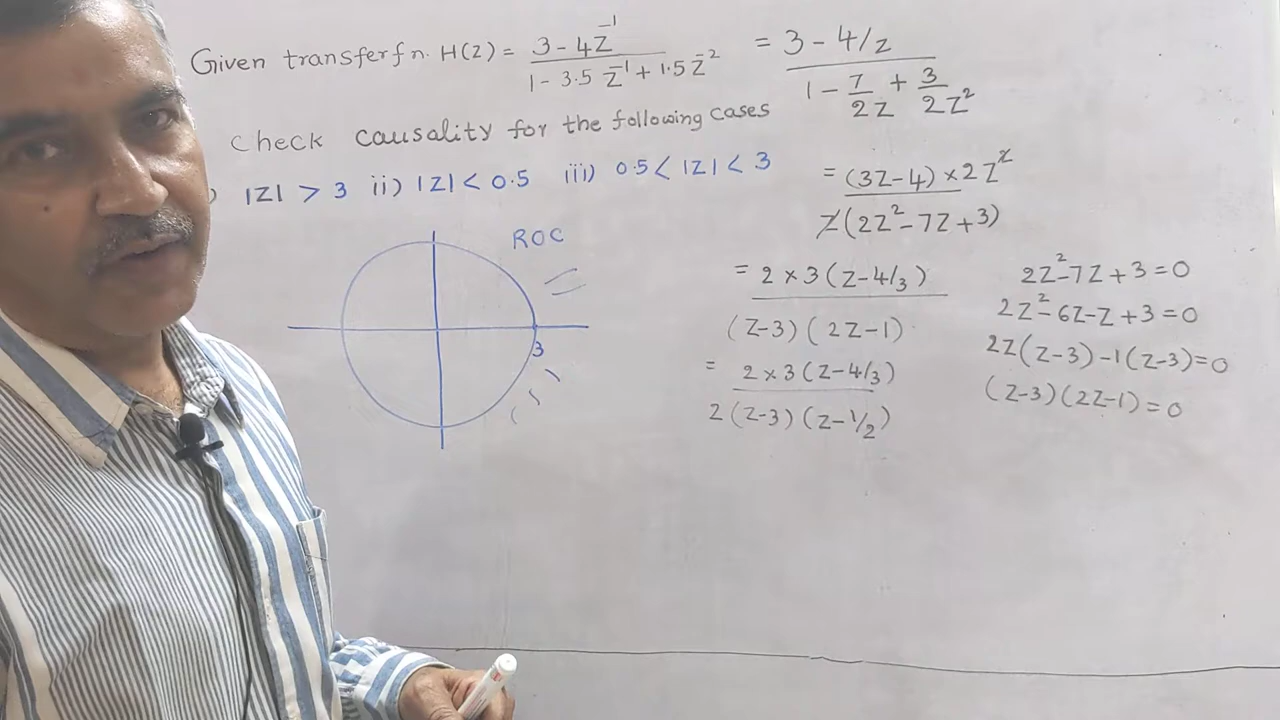 Given transfer fn. H(Z) = (3 - 4Z⁻¹) / (1 - 3.5 Z⁻¹ + 1.5 Z⁻²) = (3 - 4/z) / (1 - 7/2Z + 3/2Z²)
check causality for the following cases
) |Z| > 3 ii) |Z| < 0.5 iii) 0.5 < |Z| < 3
= (3Z-4) × 2Z² / Z(2Z²-7Z+3)
ROC
3
= 2×3(Z-4/3) / (Z-3)(2Z-1)
= 2×3(Z-4/3) / 2(Z-3)(Z-1/2)
2Z²-7Z+3=0
2Z²-6Z-Z+3=0
2Z(Z-3)-1(Z-3)=0
(Z-3)(2Z-1)=0